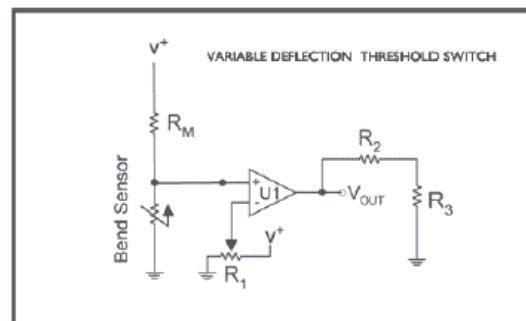 V+
VARIABLE DEFLECTION THRESHOLD SWITCH
RM
Bend Sensor
+
U1
-
R2
VOUT
R3
V+
R1